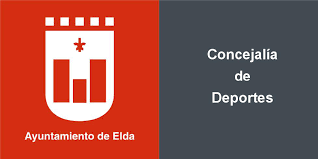 Ayuntamiento de Elda
Concejalía
de
Deportes